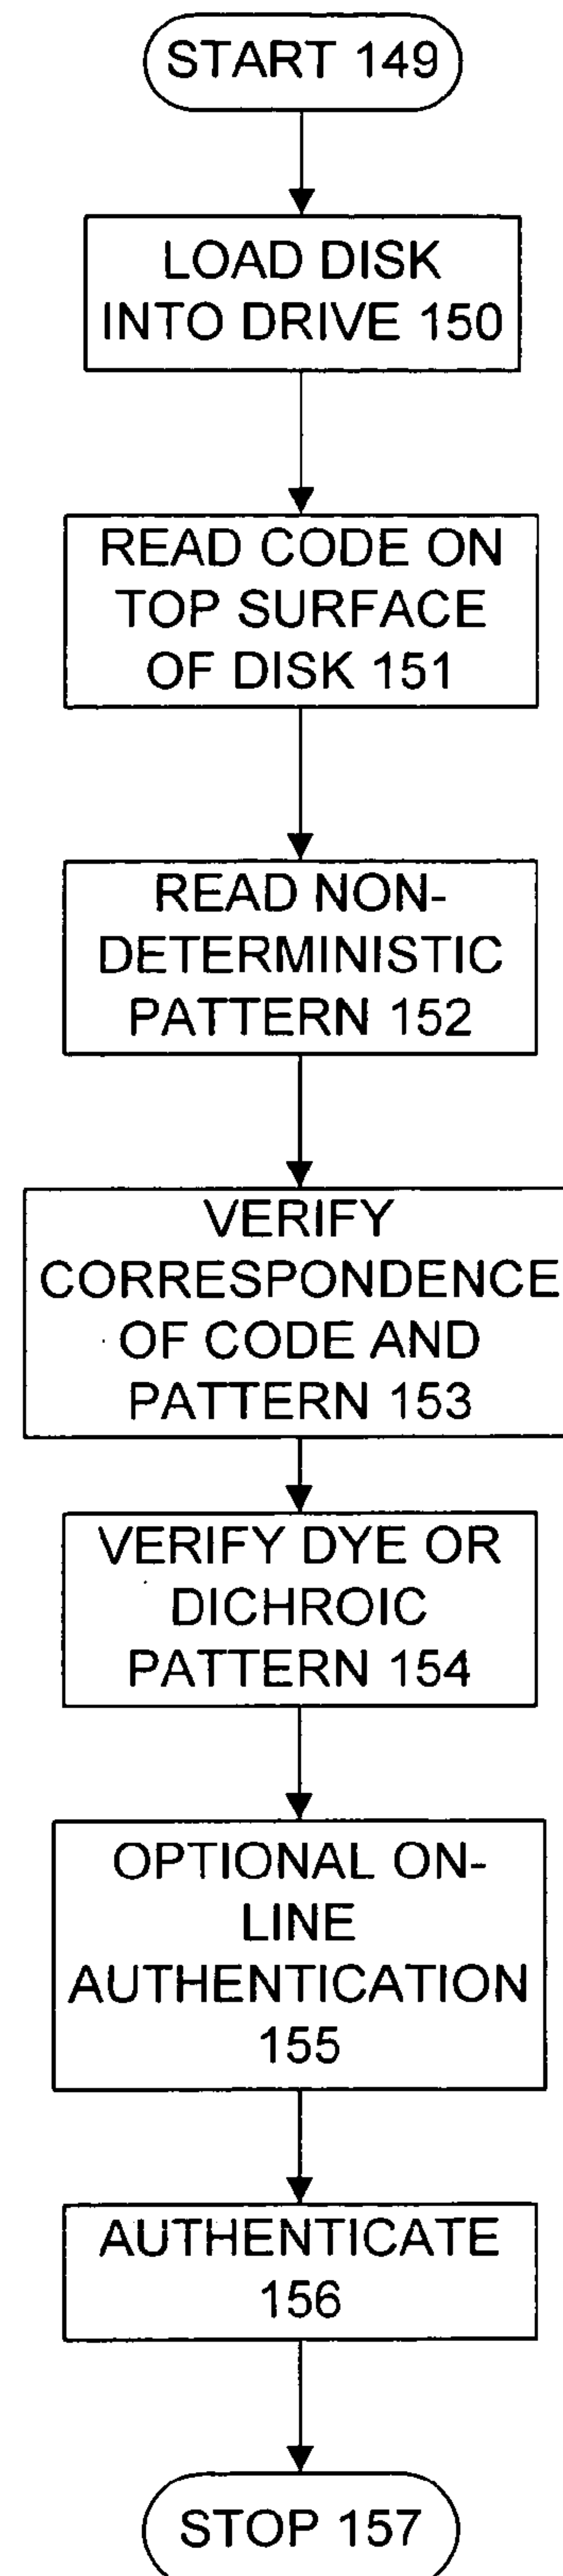 START 149
LOAD DISK
INTO DRIVE 150
READ CODE ON
TOP SURFACE
OF DISK 151
READ NON-
DETERMINISTIC
PATTERN 152
VERIFY
CORRESPONDENCE
OF CODE AND
PATTERN 153
VERIFY DYE OR
DICHROIC
PATTERN 154
OPTIONAL ON-
LINE
AUTHENTICATION
155
AUTHENTICATE
156
STOP 157